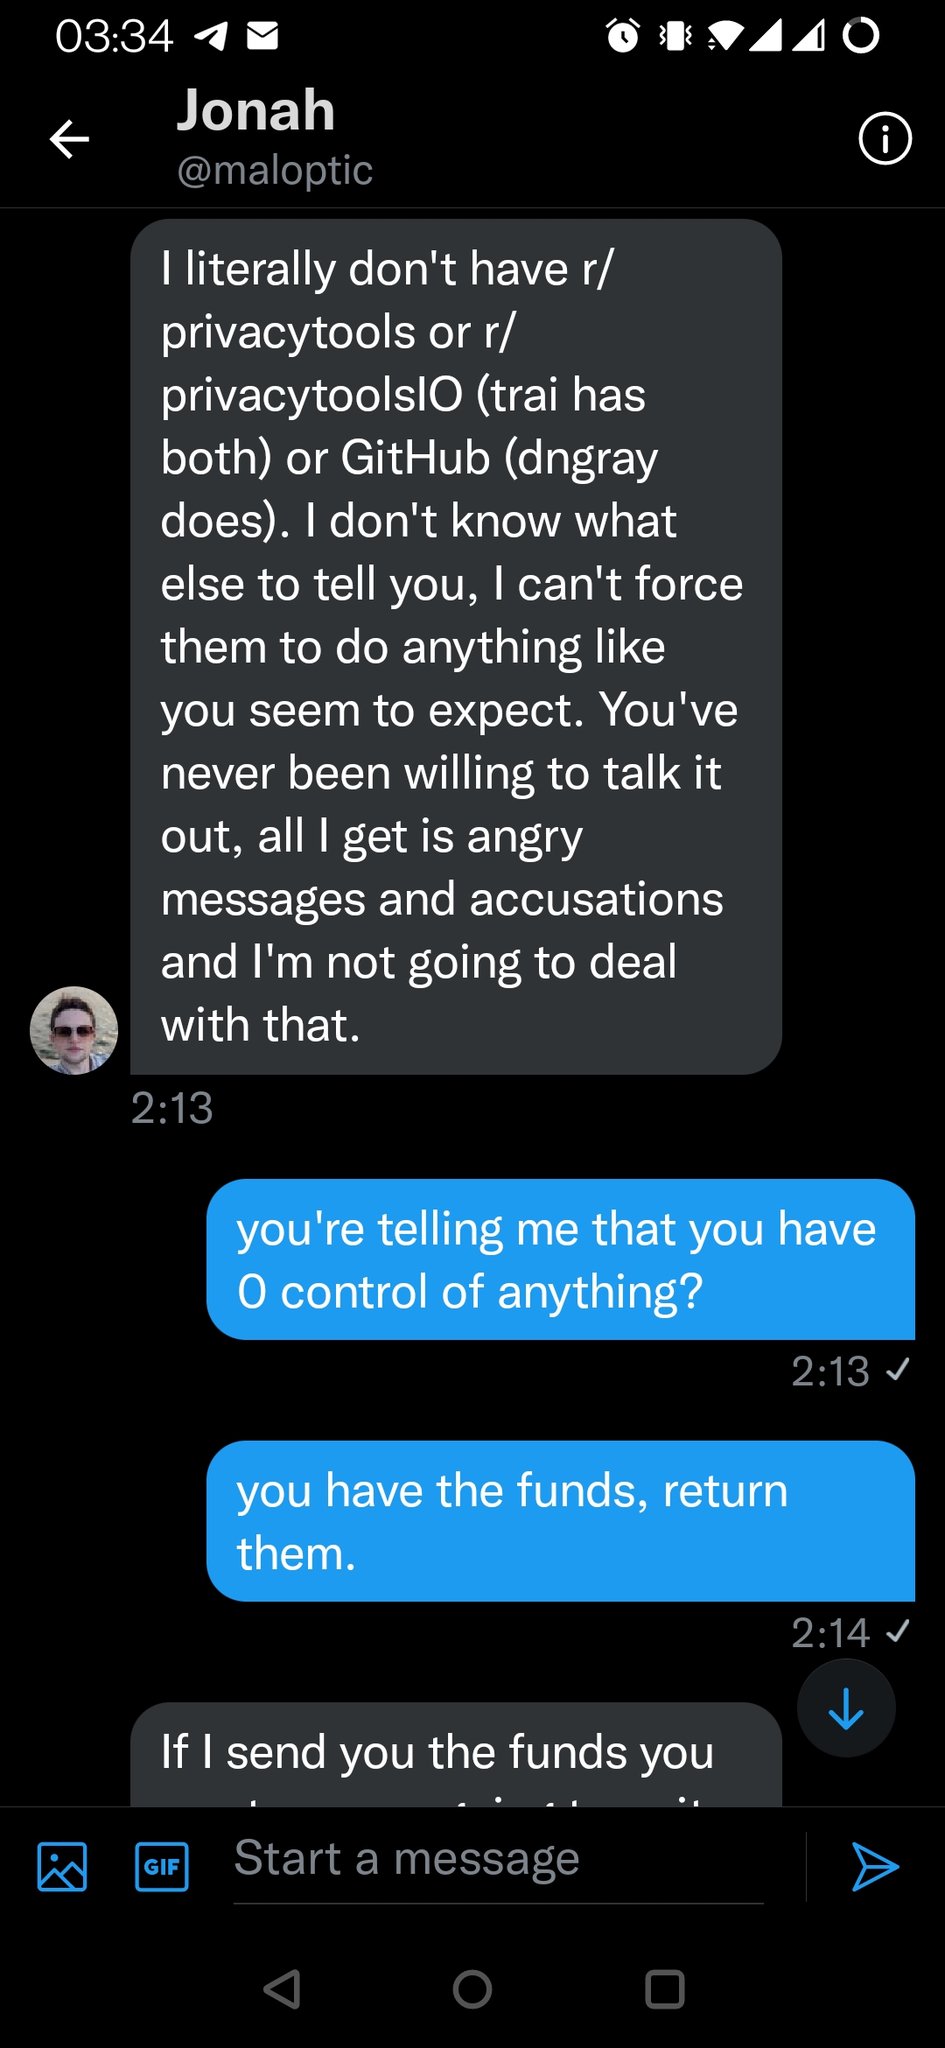 03:34
Jonah
@maloptic
I literally don't have r/
privacytools or r/
privacytoolsIO (trai has
both) or GitHub (dngray
does). I don't know what
else to tell you, I can't force
them to do anything like
you seem to expect. You've
never been willing to talk it
out, all I get is angry
messages and accusations
and I'm not going to deal
with that.
2:13
you're telling me that you have
0 control of anything?
2:13
you have the funds, return
them.
2:14
If I send you the funds you
GIF
Start a message